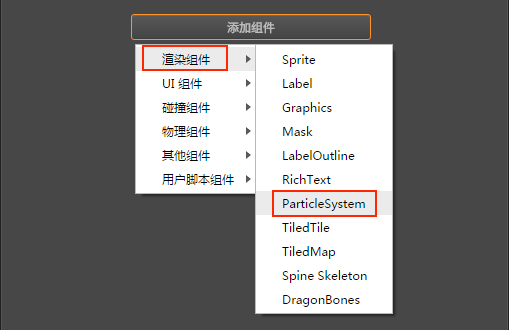 添加组件
渲染组件
UI 组件
碰撞组件
物理组件
其他组件
用户脚本组件
Sprite
Label
Graphics
Mask
LabelOutline
RichText
ParticleSystem
TiledTile
TiledMap
Spine Skeleton
DragonBones